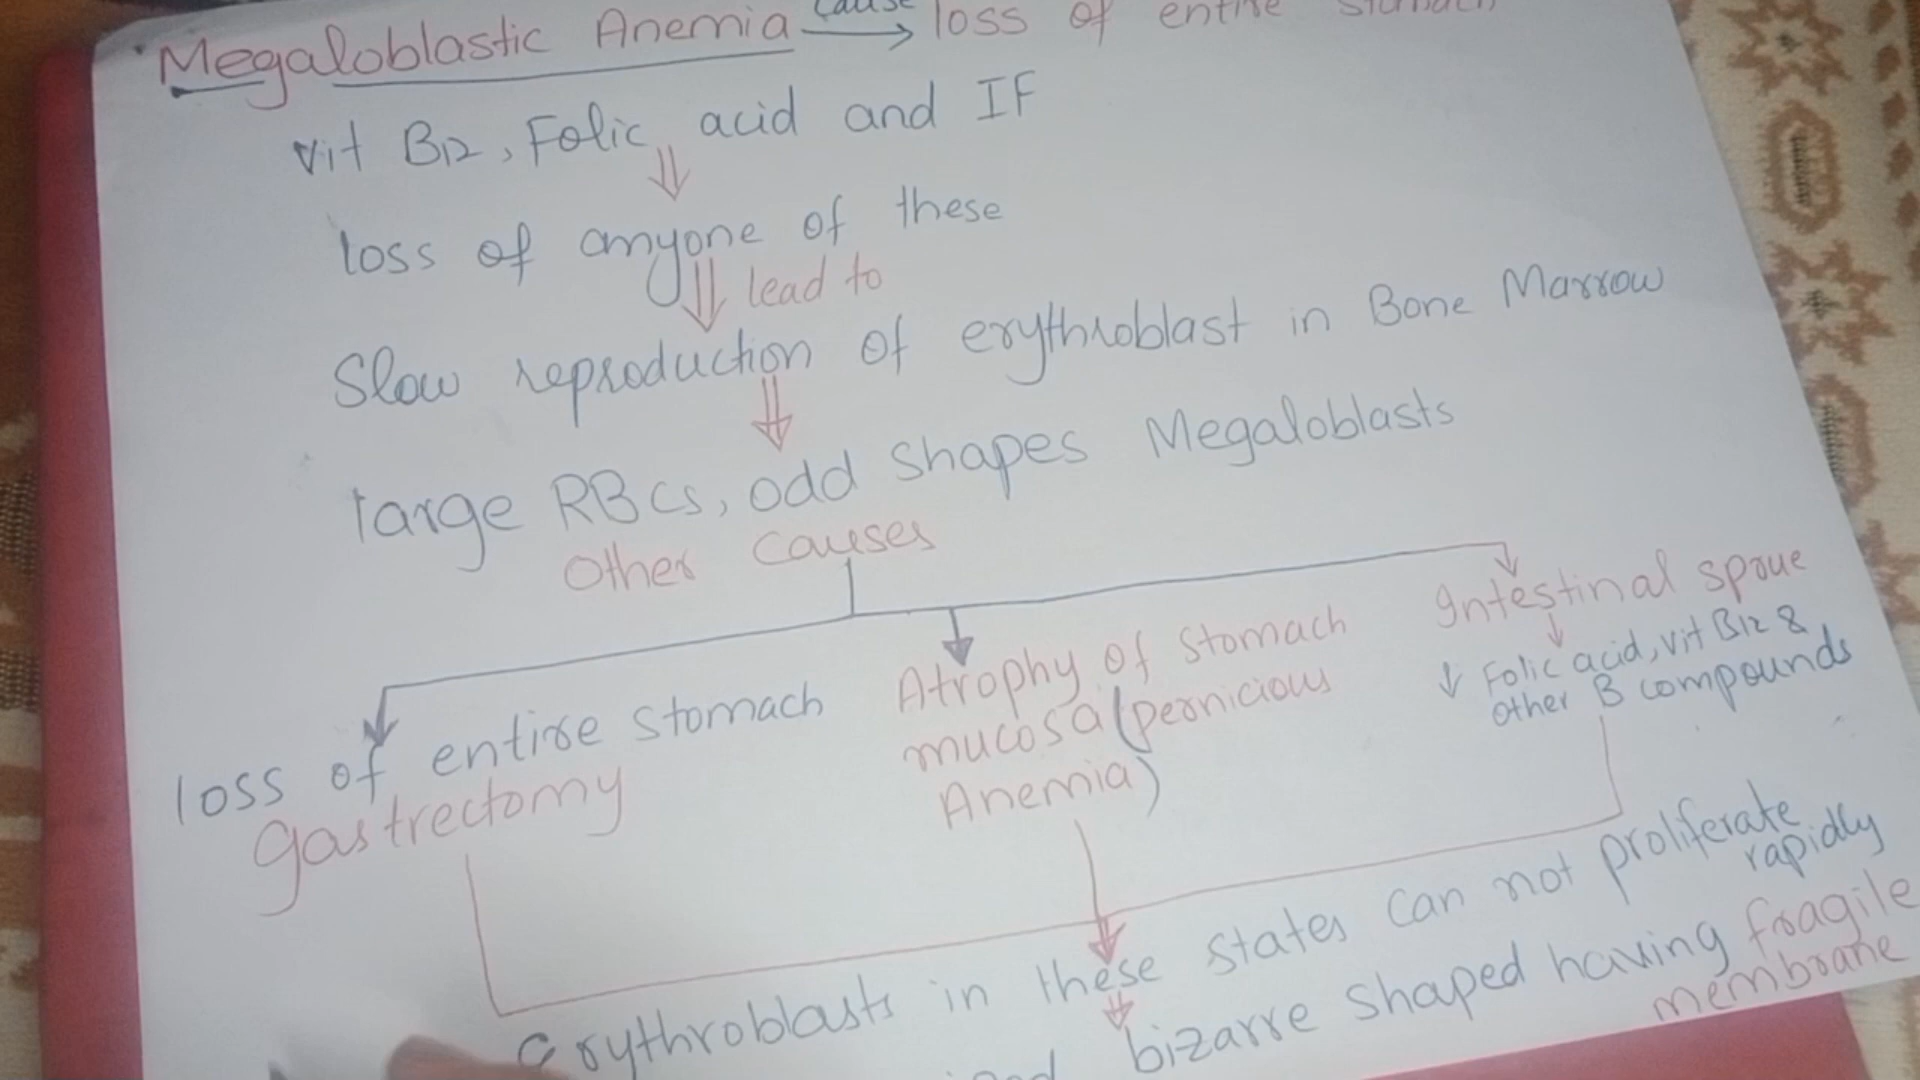 Megaloblastic Anemia cause → loss of entire stomach
vit B12, Folic acid and IF
loss of anyone of these
lead to
Slow reproduction of erythroblast in Bone Marrow
large RBCs, odd shapes Megaloblasts
Other causes
loss of entire stomach
gastrectomy
Atrophy of stomach
mucosa (pernicious
Anemia)
Intestinal sprue
↓ Folic acid, vit B12 &
other B compounds
Erythroblasts in these states can not proliferate
rapidly
bizarre shaped having fragile
membrane